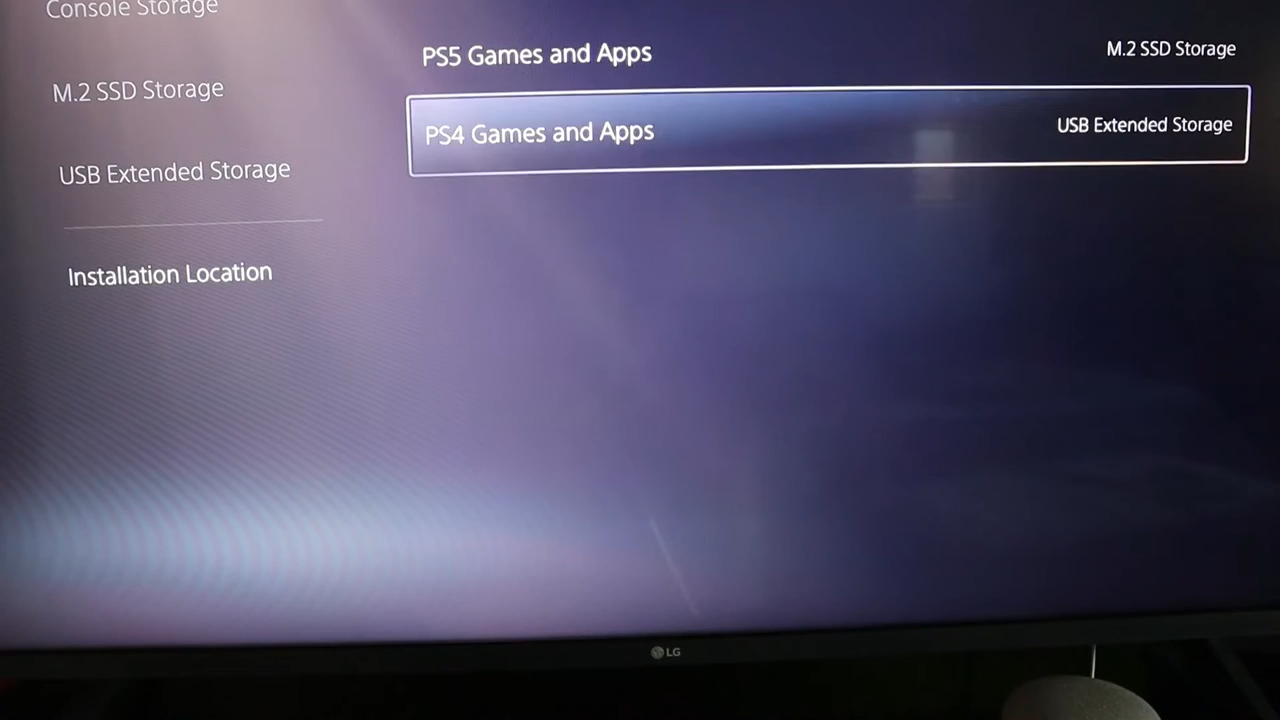 Console Storage
M.2 SSD Storage
USB Extended Storage
Installation Location
PS5 Games and Apps
M.2 SSD Storage
PS4 Games and Apps
USB Extended Storage
LG